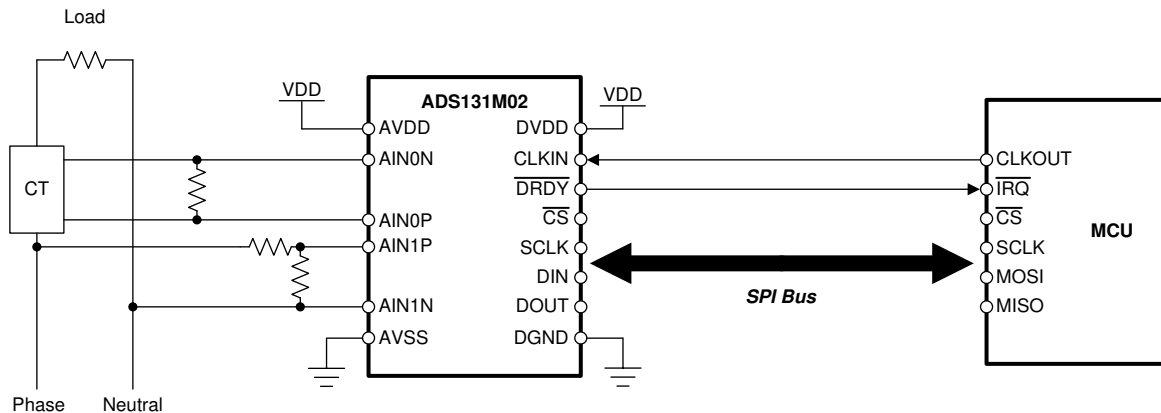 Load
VDD
ADS131M02
VDD
AVDD
DVDD
AIN0N
CLKIN
CLKOUT
CT
DRDY
IRQ
CS
CS
MCU
AIN0P
AIN1P
SCLK
SCLK
DIN
MOSI
SPI Bus
AIN1N
DOUT
MISO
AVSS
DGND
Phase
Neutral